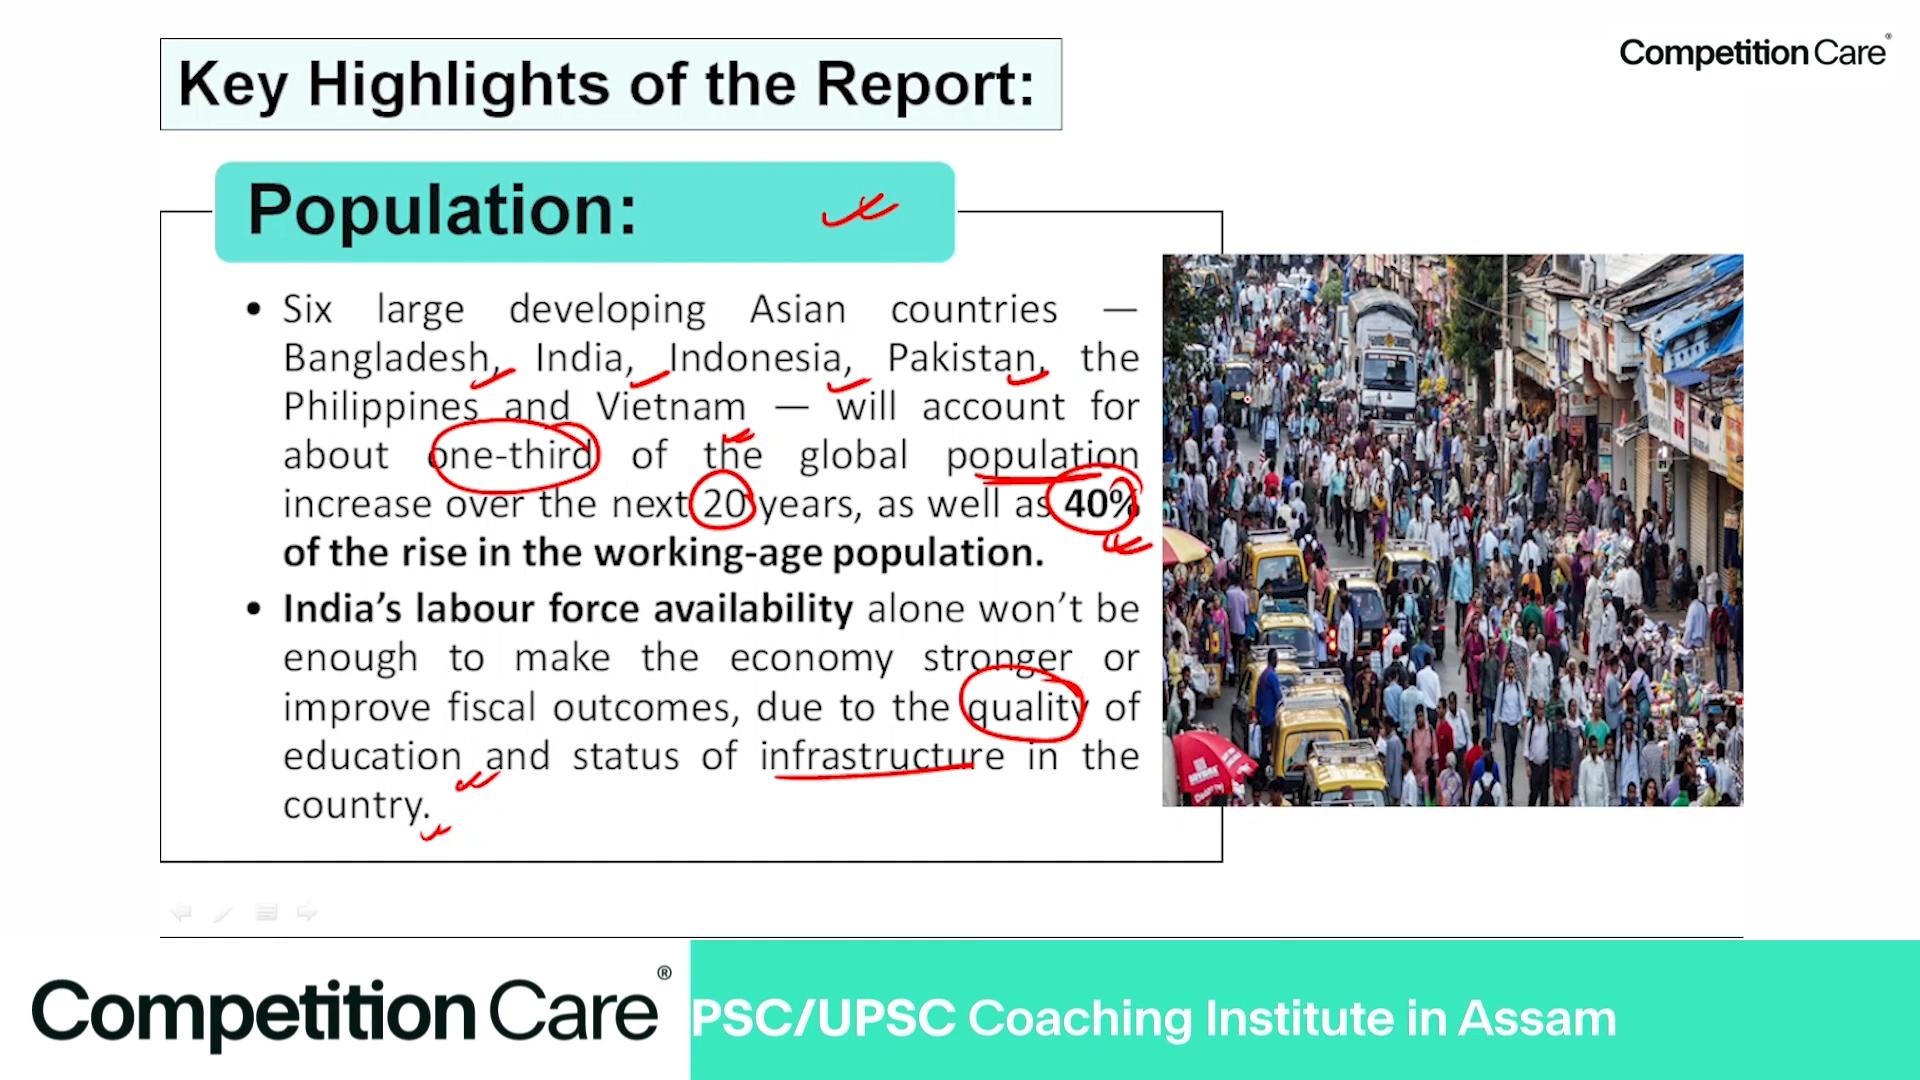 Competition Care®
Key Highlights of the Report:
Population:
• Six large developing Asian countries —
Bangladesh, India, Indonesia, Pakistan, the
Philippines and Vietnam — will account for
about one-third of the global population
increase over the next 20 years, as well as 40%
of the rise in the working-age population.
• India’s labour force availability alone won’t be
enough to make the economy stronger or
improve fiscal outcomes, due to the quality of
education and status of infrastructure in the
country.
Competition Care®
PSC/UPSC Coaching Institute in Assam